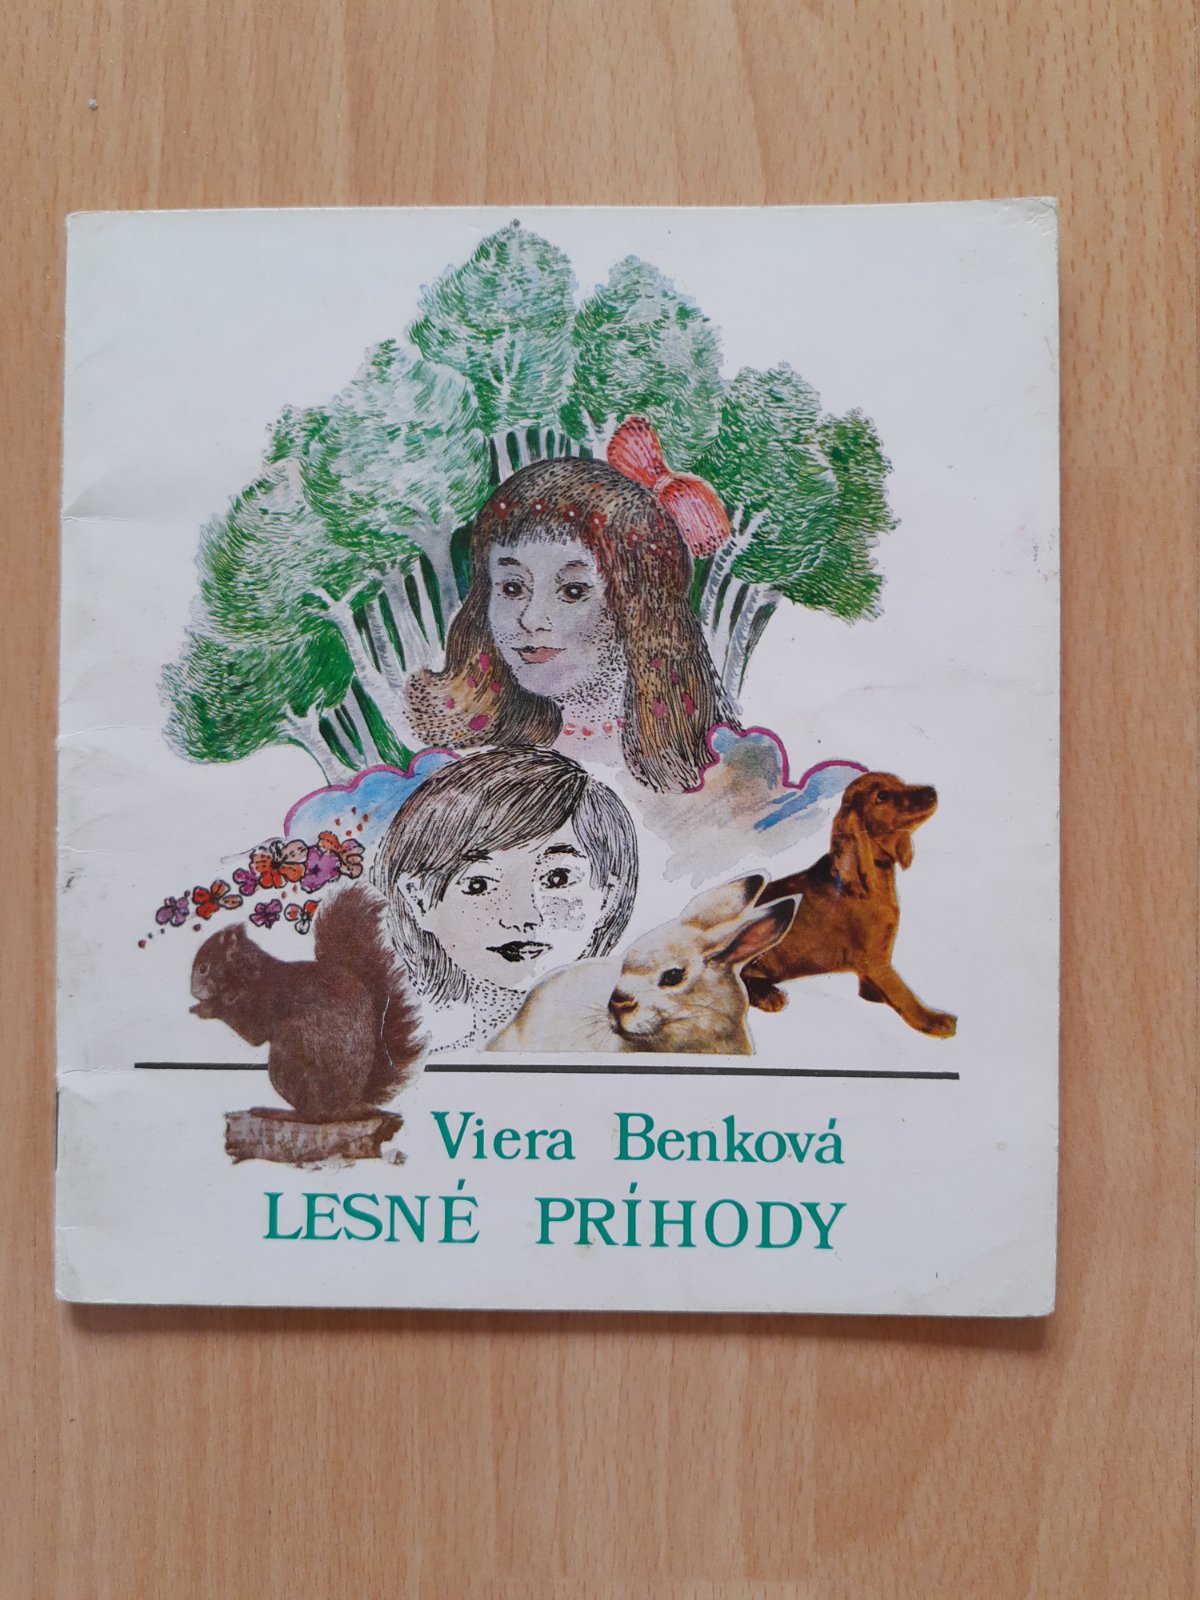 Viera Benková
LESNÉ PRÍHODY